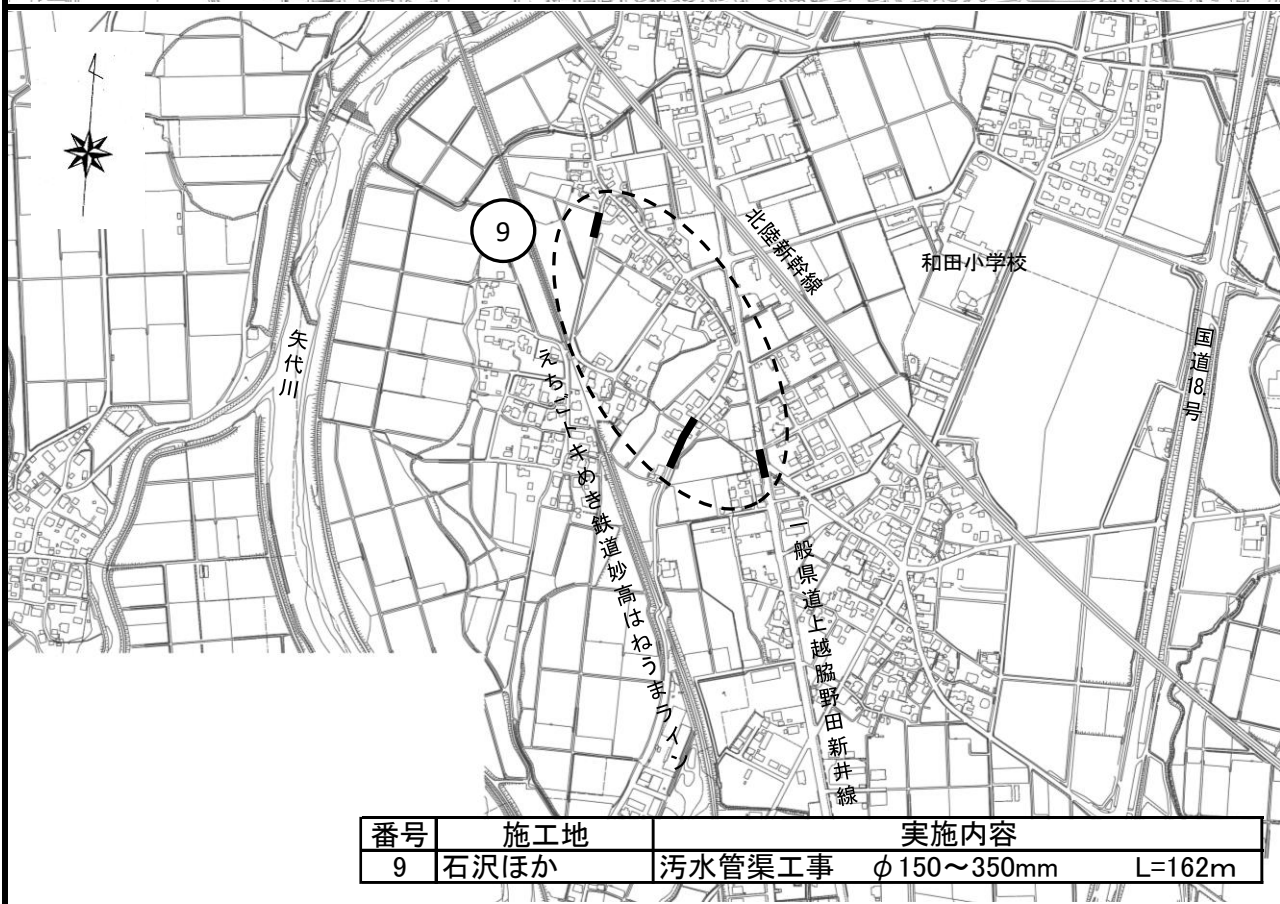 9
北陸新幹線
和田小学校
矢代川
国道18号
えちごトキめき鉄道妙高はねうまライン
一般県道上越脇野田新井線
番号 施工地 実施内容
9 石沢ほか 汚水管渠工事 φ150～350mm L=162m